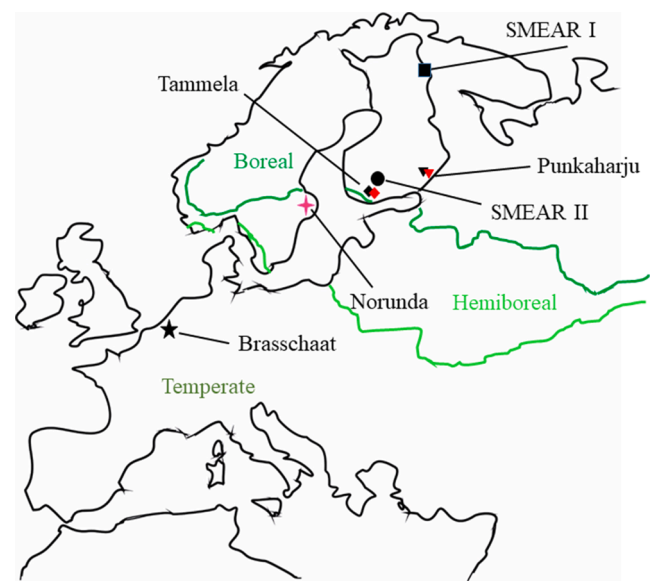 SMEAR I
Tammela
Boreal
Punkaharju
SMEAR II
Norunda
Hemiboreal
Brasschaat
Temperate